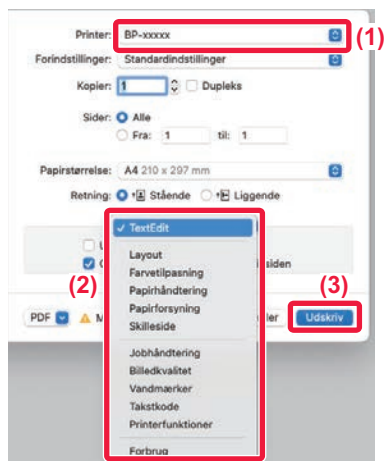 Printer: BP-xxxxx (1)
Forindstillinger: Standardindstillinger
Kopier: 1 Dupleks
Sider: Alle
Fra: 1 til: 1
Papirstørrelse: A4 210 x 297 mm
Retning: Stående Liggende
✓ TextEdit
Layout
siden
Farvetilpasning
(2) Papirhåndtering (3)
Papirforsyning
PDF Udskriv
Skilleside
Jobhåndtering
Billedkvalitet
Vandmærker
Takstkode
Printerfunktioner
Forbrug